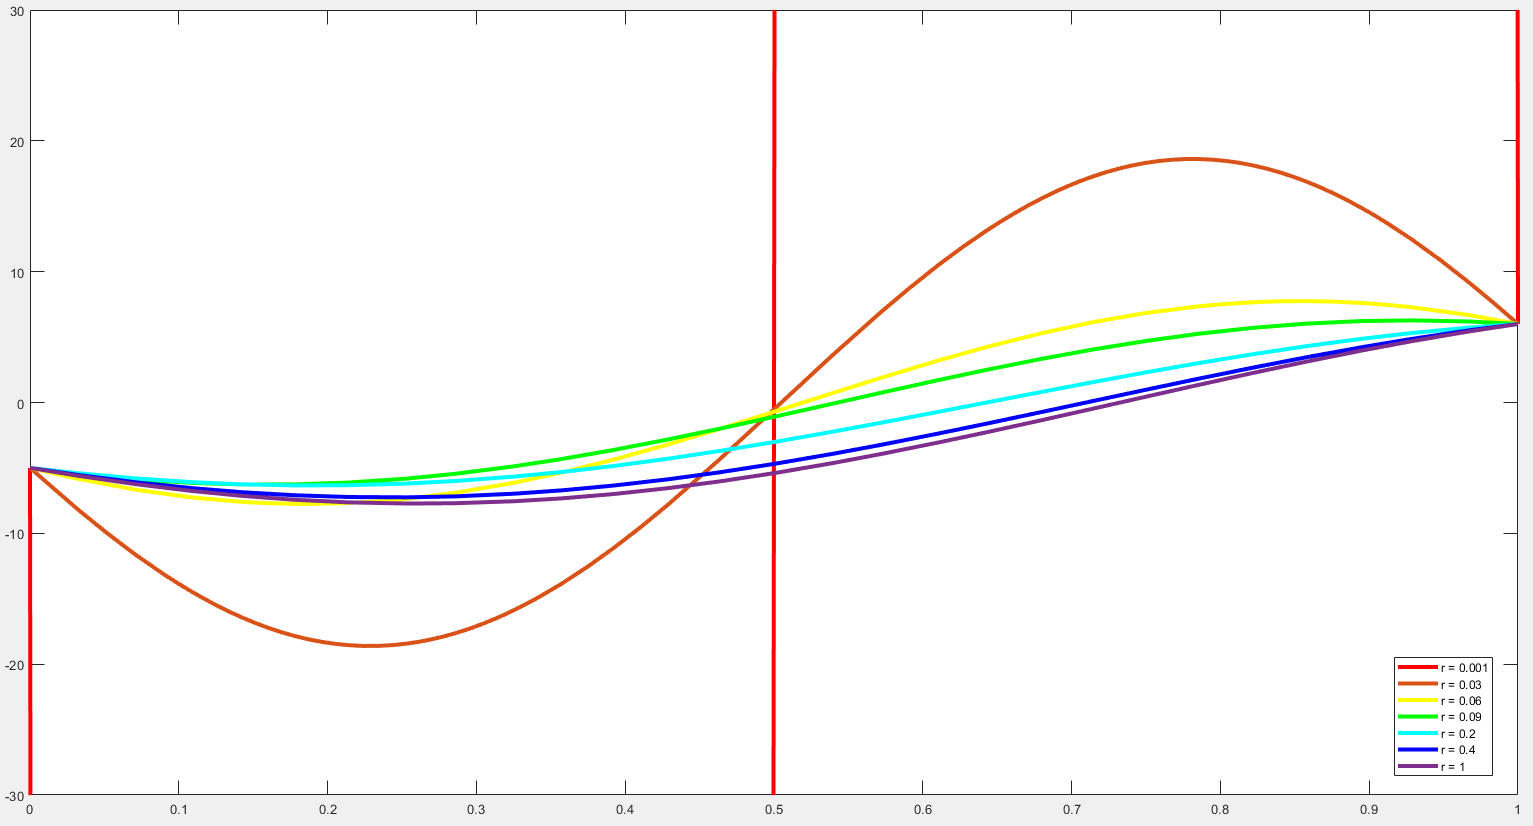 30
20
10
0
-10
-20
-30
0 0.1 0.2 0.3 0.4 0.5 0.6 0.7 0.8 0.9 1
r = 0.001
r = 0.03
r = 0.06
r = 0.09
r = 0.2
r = 0.4
r = 1